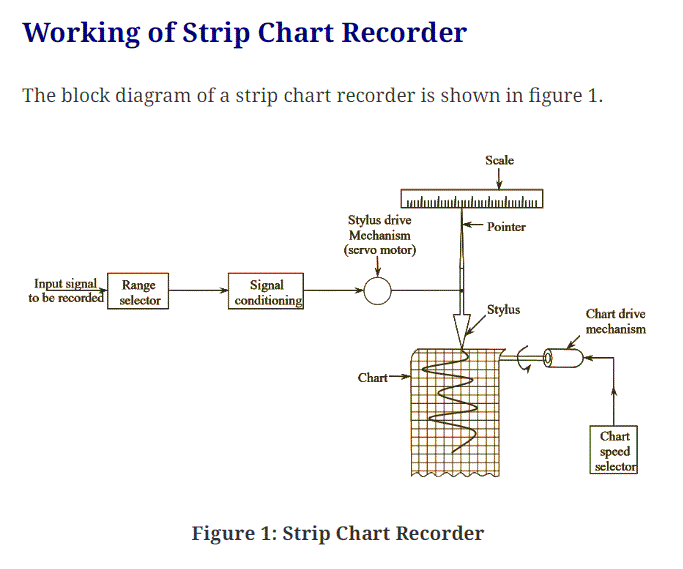 Working of Strip Chart Recorder
The block diagram of a strip chart recorder is shown in figure 1.
Scale
Stylus drive
Mechanism
(servo motor)
Pointer
Input signal
to be recorded
Range
selector
Signal
conditioning
Stylus
Chart drive
mechanism
Chart
Chart
speed
selector
Figure 1: Strip Chart Recorder